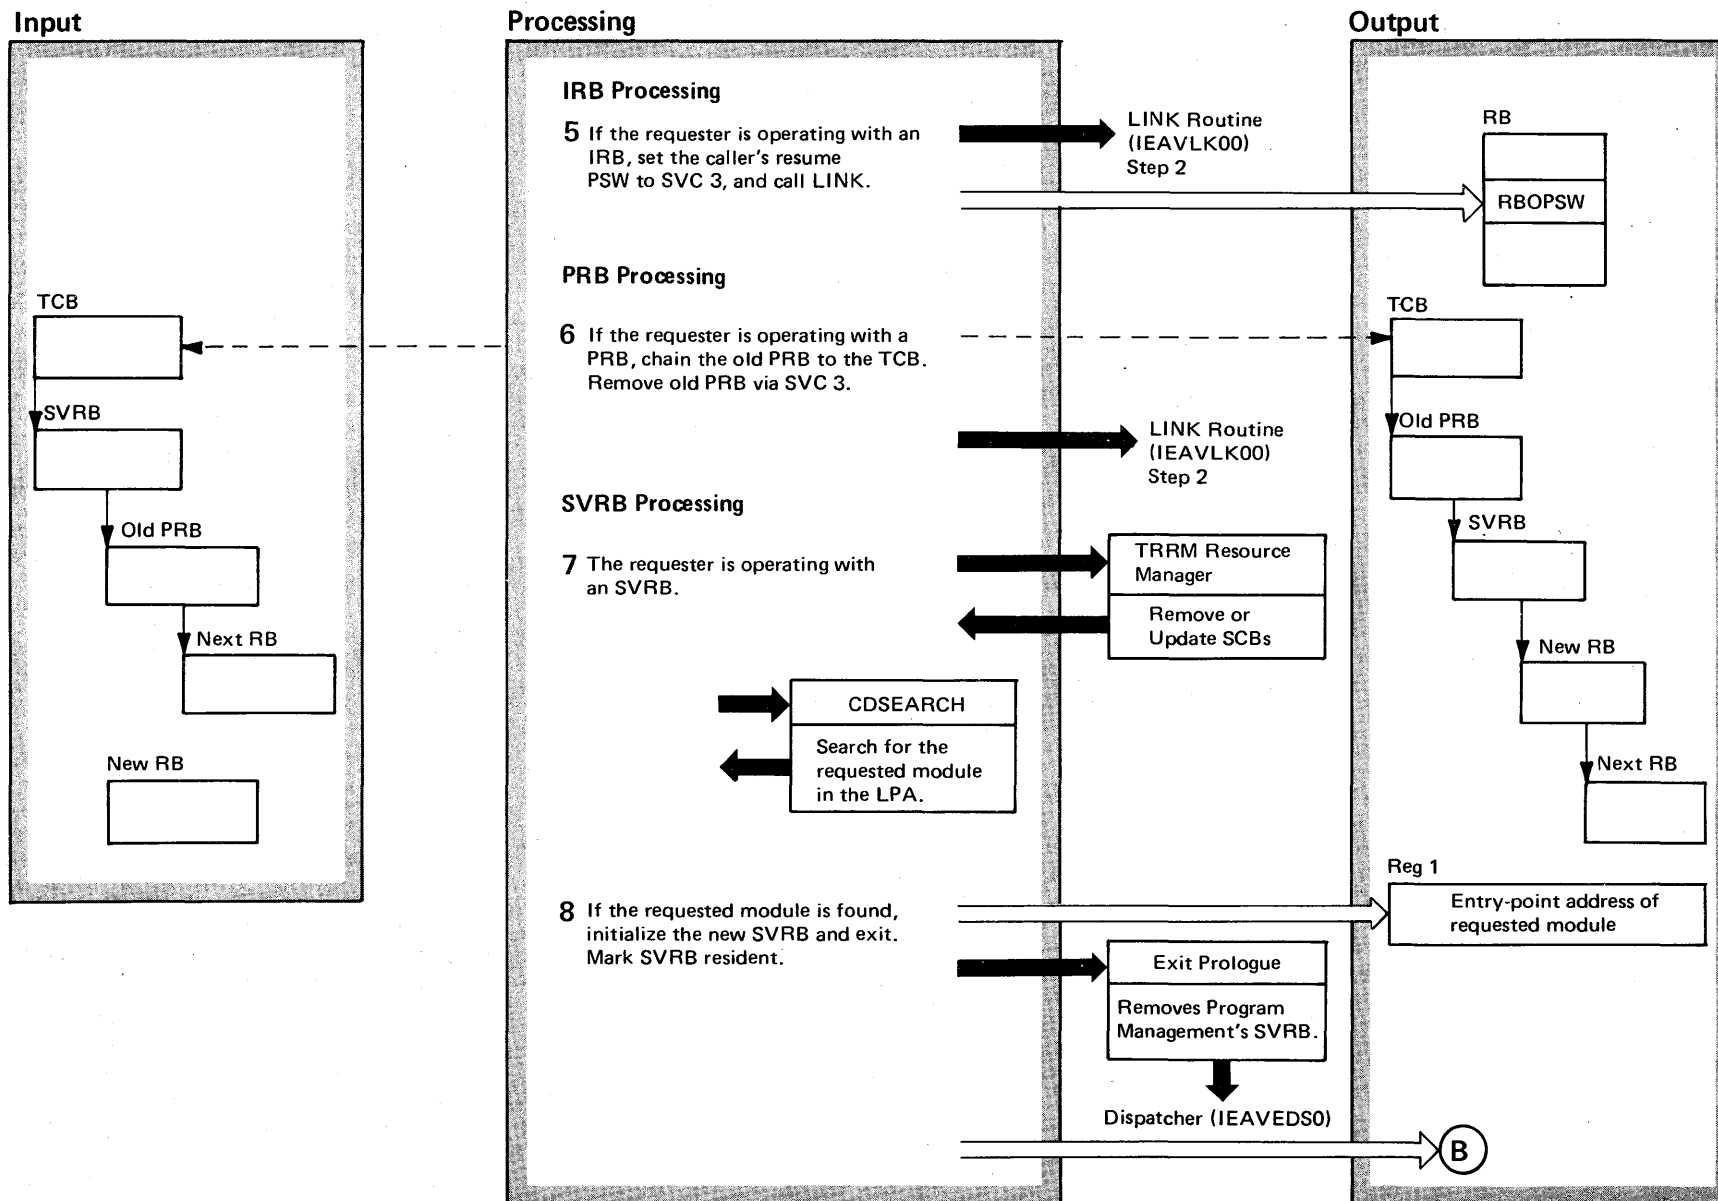 Input
Processing
Output
IRB Processing
5 If the requester is operating with an
IRB, set the caller's resume
PSW to SVC 3, and call LINK.
LINK Routine
(IEAVLK00)
Step 2
RB
RBOPSW
PRB Processing
6 If the requester is operating with a
PRB, chain the old PRB to the TCB.
Remove old PRB via SVC 3.
LINK Routine
(IEAVLK00)
Step 2
TCB
SVRB
Old PRB
Next RB
New RB
TCB
Old PRB
SVRB
New RB
Next RB
SVRB Processing
7 The requester is operating with
an SVRB.
TRRM Resource
Manager
Remove or
Update SCBs
CDSEARCH
Search for the
requested module
in the LPA.
8 If the requested module is found,
initialize the new SVRB and exit.
Mark SVRB resident.
Reg 1
Entry-point address of
requested module
Exit Prologue
Removes Program
Management's SVRB.
Dispatcher (IEAVEDS0)
B